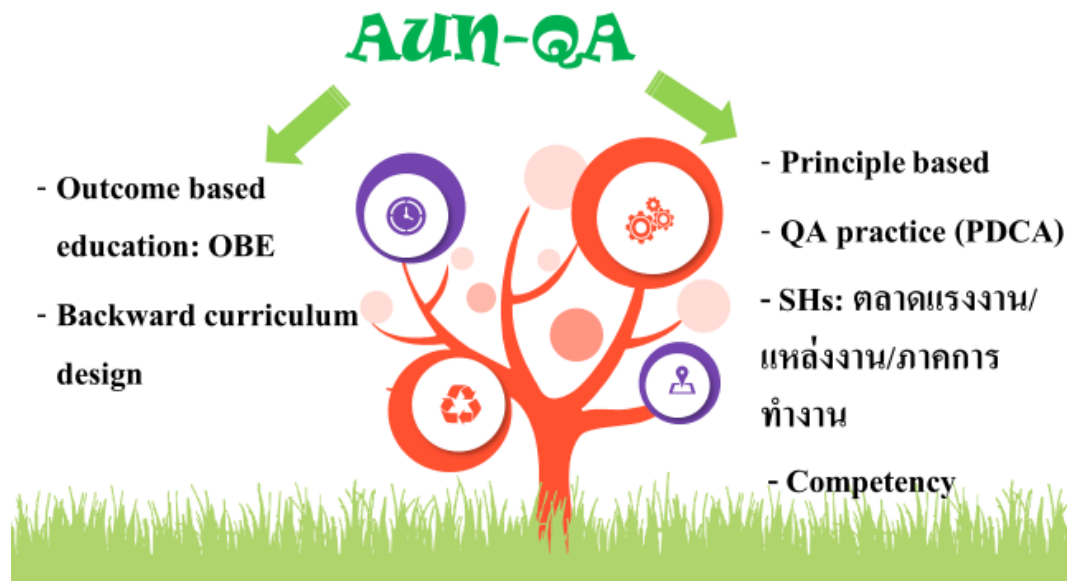 AUN-QA
- Outcome based
education: OBE
- Backward curriculum
design
- Principle based
- QA practice (PDCA)
- SHs: ตลาดแรงงาน/
แหล่งงาน/ภาคการ
ทำงาน
- Competency